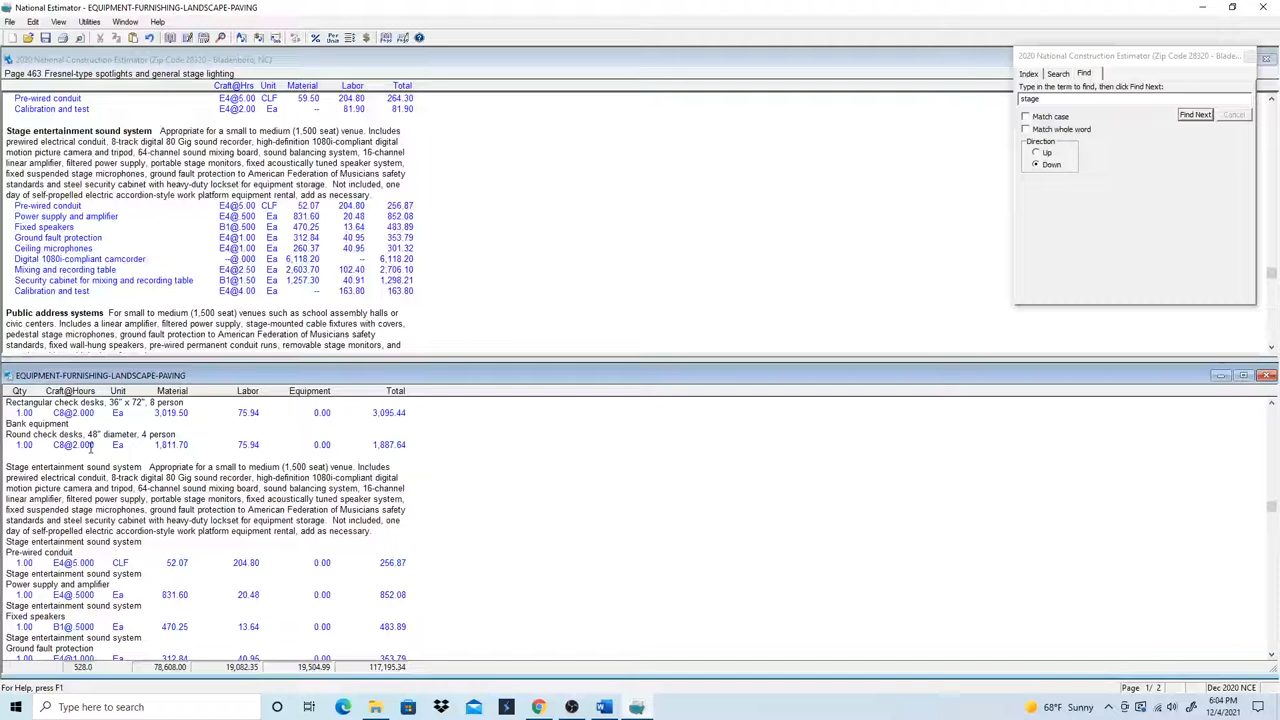 National Estimator - EQUIPMENT-FURNISHING-LANDSCAPE-PAVING
File Edit View Utilities Window Help
2020 National Construction Estimator (Zip Code 28320 - Bladenboro, NC)
Page 463 Fresnel-type spotlights and general stage lighting
Craft@Hrs Unit Material Labor Total
Pre-wired conduit E4@5.00 CLF 59.50 204.80 264.30
Calibration and test E4@2.00 Ea -- 81.90 81.90
Stage entertainment sound system Appropriate for a small to medium (1,500 seat) venue. Includes
prewired electrical conduit, 8-track digital 80 Gig sound recorder, high-definition 1080i-compliant digital
motion picture camera and tripod, 64-channel sound mixing board, sound balancing system, 16-channel
linear amplifier, filtered power supply, portable stage monitors, fixed acoustically tuned speaker system,
fixed suspended stage microphones, ground fault protection to American Federation of Musicians safety
standards and steel security cabinet with heavy-duty lockset for equipment storage. Not included, one
day of self-propelled electric accordion-style work platform equipment rental, add as necessary.
Pre-wired conduit E4@5.00 CLF 52.07 204.80 256.87
Power supply and amplifier E4@.500 Ea 831.60 20.48 852.08
Fixed speakers B1@.500 Ea 470.25 13.64 483.89
Ground fault protection E4@1.00 Ea 312.84 40.95 353.79
Ceiling microphones E4@1.00 Ea 260.37 40.95 301.32
Digital 1080i-compliant camcorder --@.000 Ea 6,118.20 -- 6,118.20
Mixing and recording table E4@2.50 Ea 2,603.70 102.40 2,706.10
Security cabinet for mixing and recording table B1@1.50 Ea 1,257.30 40.91 1,298.21
Calibration and test E4@4.00 Ea -- 163.80 163.80
Public address systems For small to medium (1,500 seat) venues such as school assembly halls or
civic centers. Includes a linear amplifier, filtered power supply, stage-mounted cable fixtures with covers,
pedestal stage microphones, ground fault protection to American Federation of Musicians safety
standards, fixed wall-hung speakers, pre-wired permanent conduit runs, removable stage monitors, and
2020 National Construction Estimator (Zip Code 28320 - Blade...
Index Search Find
Type in the term to find, then click Find Next:
stage
Match case Find Next Cancel
Match whole word
Direction
Up
Down
EQUIPMENT-FURNISHING-LANDSCAPE-PAVING
Qty Craft@Hours Unit Material Labor Equipment Total
Rectangular check desks, 36" x 72", 8 person
1.00 C8@2.000 Ea 3,019.50 75.94 0.00 3,095.44
Bank equipment
Round check desks, 48" diameter, 4 person
1.00 C8@2.000 Ea 1,811.70 75.94 0.00 1,887.64
Stage entertainment sound system Appropriate for a small to medium (1,500 seat) venue. Includes
prewired electrical conduit, 8-track digital 80 Gig sound recorder, high-definition 1080i-compliant digital
motion picture camera and tripod, 64-channel sound mixing board, sound balancing system, 16-channel
linear amplifier, filtered power supply, portable stage monitors, fixed acoustically tuned speaker system,
fixed suspended stage microphones, ground fault protection to American Federation of Musicians safety
standards and steel security cabinet with heavy-duty lockset for equipment storage. Not included, one
day of self-propelled electric accordion-style work platform equipment rental, add as necessary.
Stage entertainment sound system
Pre-wired conduit
1.00 E4@5.000 CLF 52.07 204.80 0.00 256.87
Stage entertainment sound system
Power supply and amplifier
1.00 E4@.5000 Ea 831.60 20.48 0.00 852.08
Stage entertainment sound system
Fixed speakers
1.00 B1@.5000 Ea 470.25 13.64 0.00 483.89
Stage entertainment sound system
Ground fault protection
1.00 E4@1.000 Ea 312.84 40.95 0.00 353.79
528.0 78,608.00 19,082.35 19,504.99 117,195.34
For Help, press F1
Page 1/ 2 Dec 2020 NCE
Type here to search
68°F Sunny
6:04 PM
12/4/2021